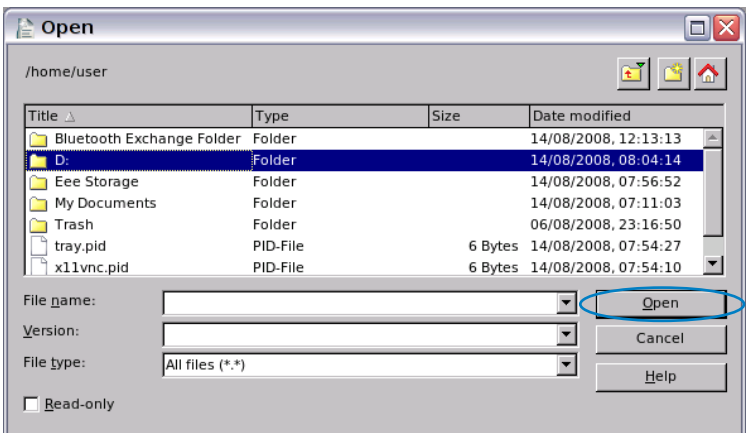 Open
/home/user
Title Type Size Date modified
Bluetooth Exchange Folder Folder 14/08/2008, 12:13:13
D: Folder 14/08/2008, 08:04:14
Eee Storage Folder 14/08/2008, 07:56:52
My Documents Folder 14/08/2008, 07:11:03
Trash Folder 06/08/2008, 23:16:50
tray.pid PID-File 6 Bytes 14/08/2008, 07:54:27
x11vnc.pid PID-File 6 Bytes 14/08/2008, 07:54:10
File name: Open
Version: Cancel
File type: All files (*.*) Help
Read-only